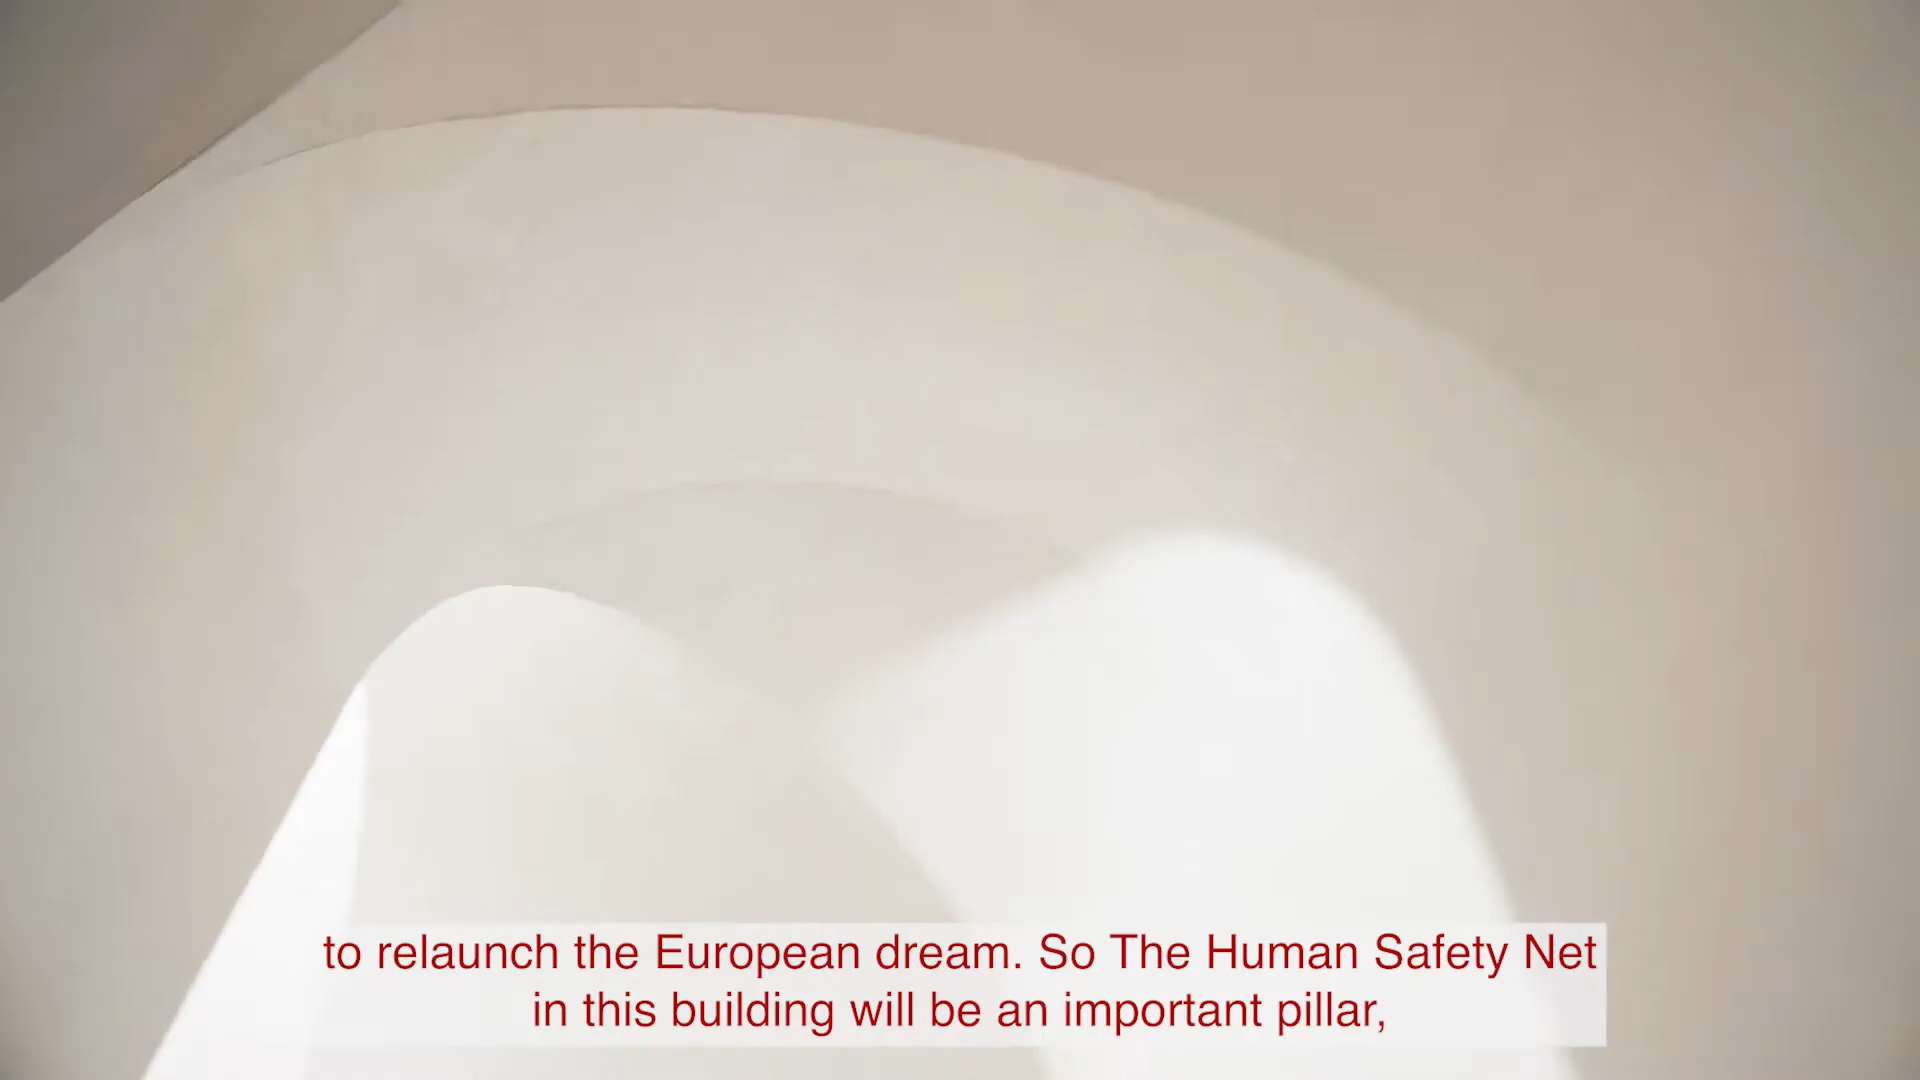 to relaunch the European dream. So The Human Safety Net
in this building will be an important pillar,